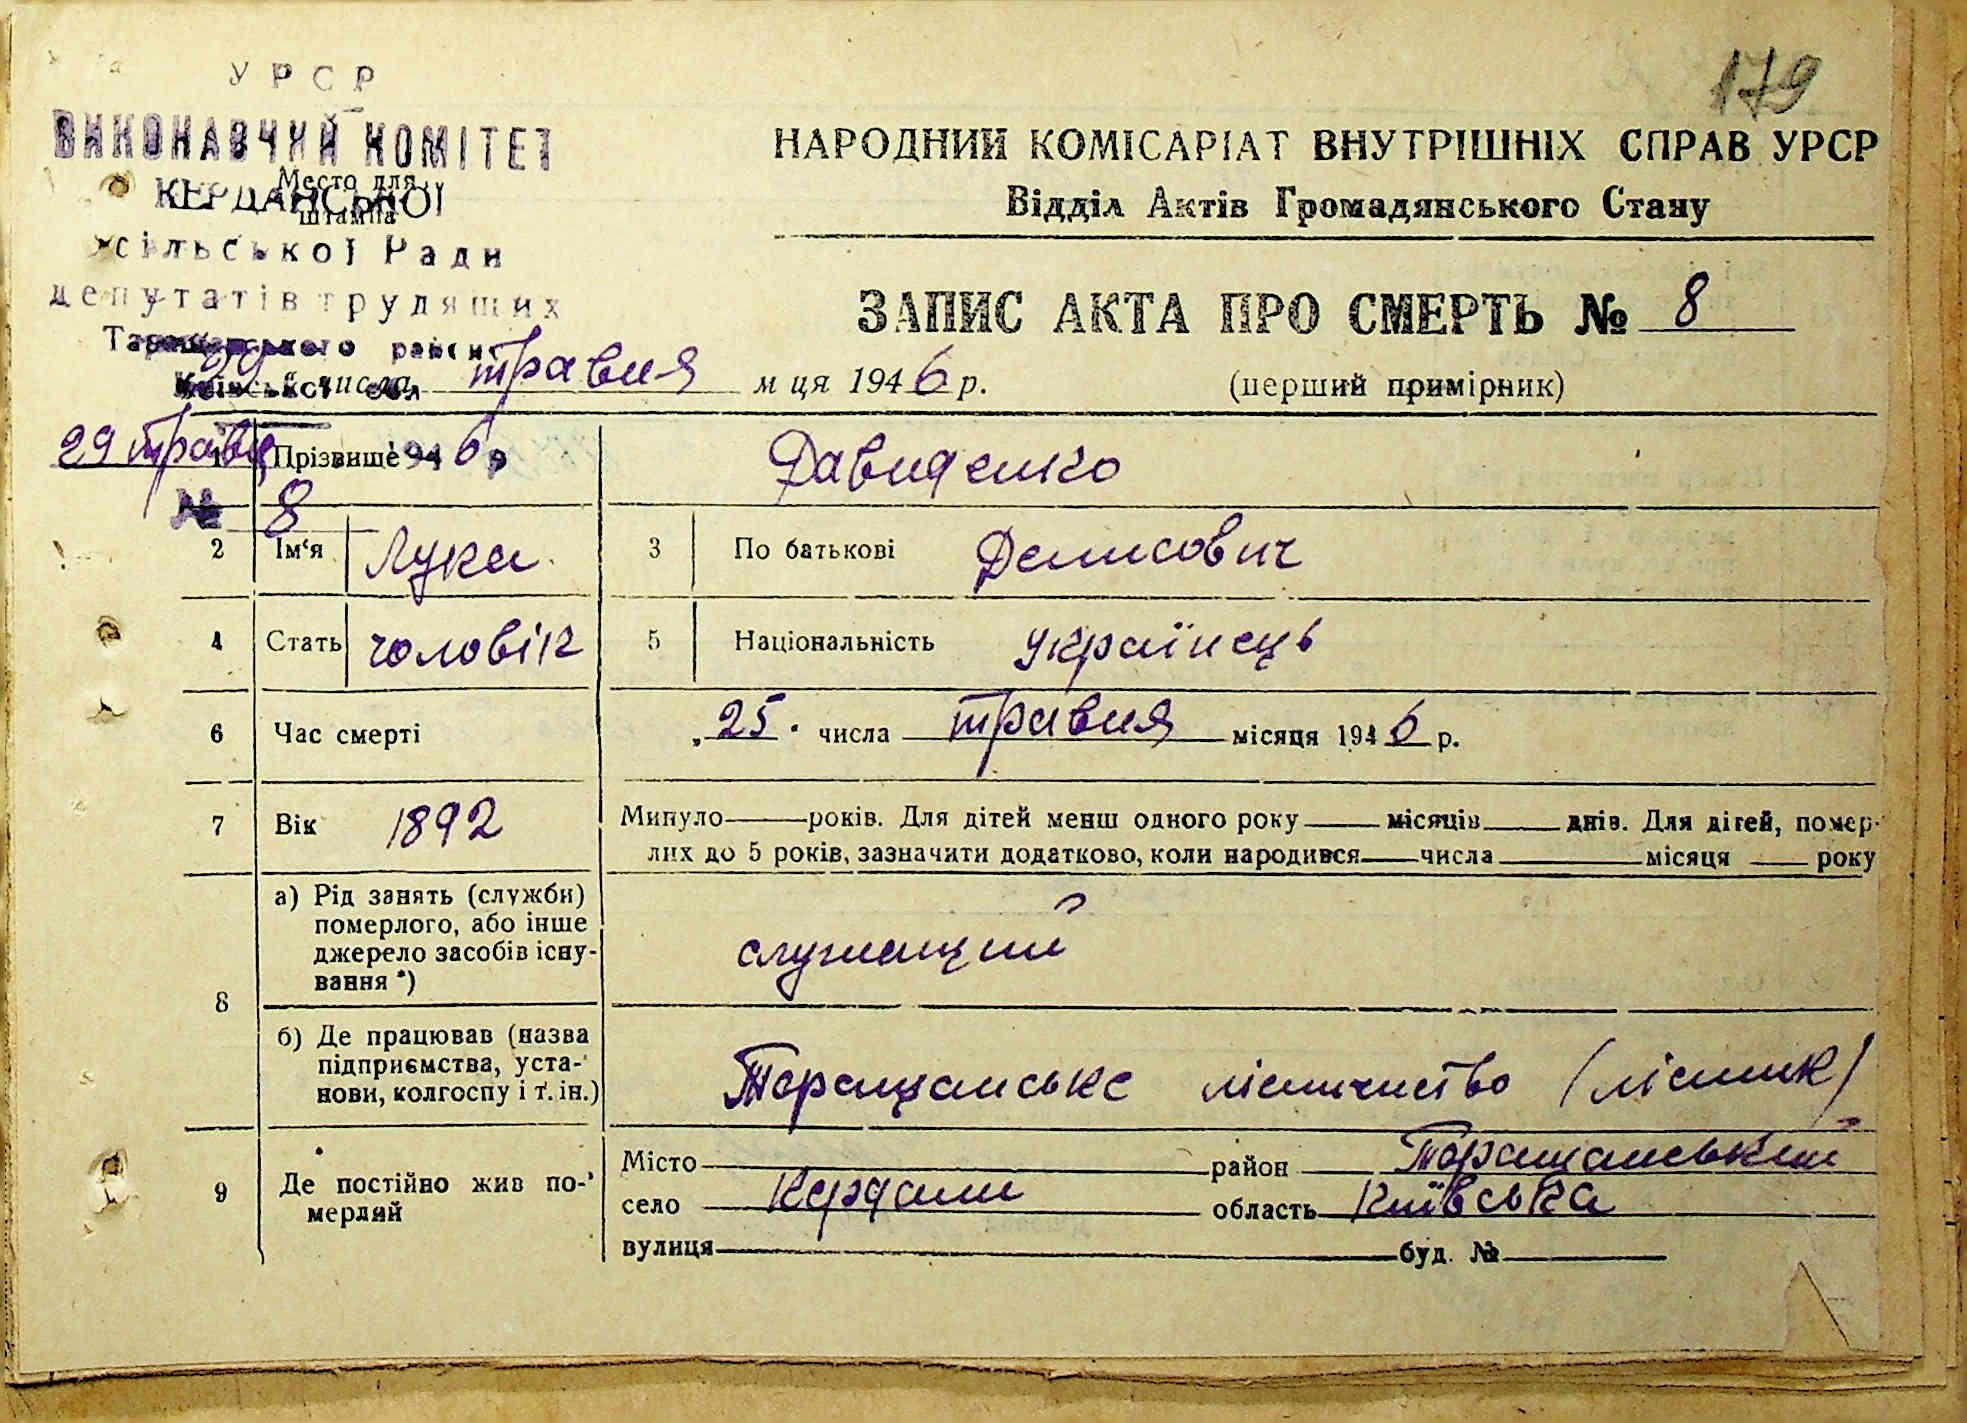 179
УРСР
ВИКОНАВЧИЙ КОМІТЕТ
Место для
КЕРДАНСЬКОЇ
штампа
сільської Ради
депутатів трудящих
Таращанського району
Київської обл
29 травня 1946 р
№ 8
НАРОДНИЙ КОМІСАРІАТ ВНУТРІШНІХ СПРАВ УРСР
Відділ Актів Громадянського Стану
ЗАПИС АКТА ПРО СМЕРТЬ № 8
29 числа травня м ця 1946 р.
(перший примірник)
1 Прізвище Давиденко
2 Ім‘я Лука 3 По батькові Денисович
4 Стать чоловік 5 Національність українець
6 Час смерті „25" числа травня місяця 1946 р.
7 Вік 1892 Минуло років. Для дітей менш одного року місяців днів. Для дітей, помер-
лих до 5 років, зазначити додатково, коли народився числа місяця року
8 а) Рід занять (служби)
померлого, або інше
джерело засобів існу-
вання *)
служащий
б) Де працював (назва
підприємства, уста-
нови, колгоспу і т. ін.)
Таращанське лісничество (лісник)
9 Де постійно жив по-
мерлий
Місто район Таращанський
село Кердани область Київська
вулиця буд. №